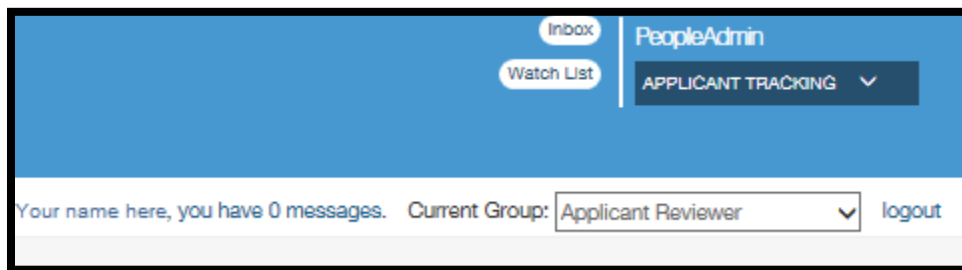 Inbox
PeopleAdmin
Watch List
APPLICANT TRACKING
Your name here, you have 0 messages. Current Group: Applicant Reviewer logout